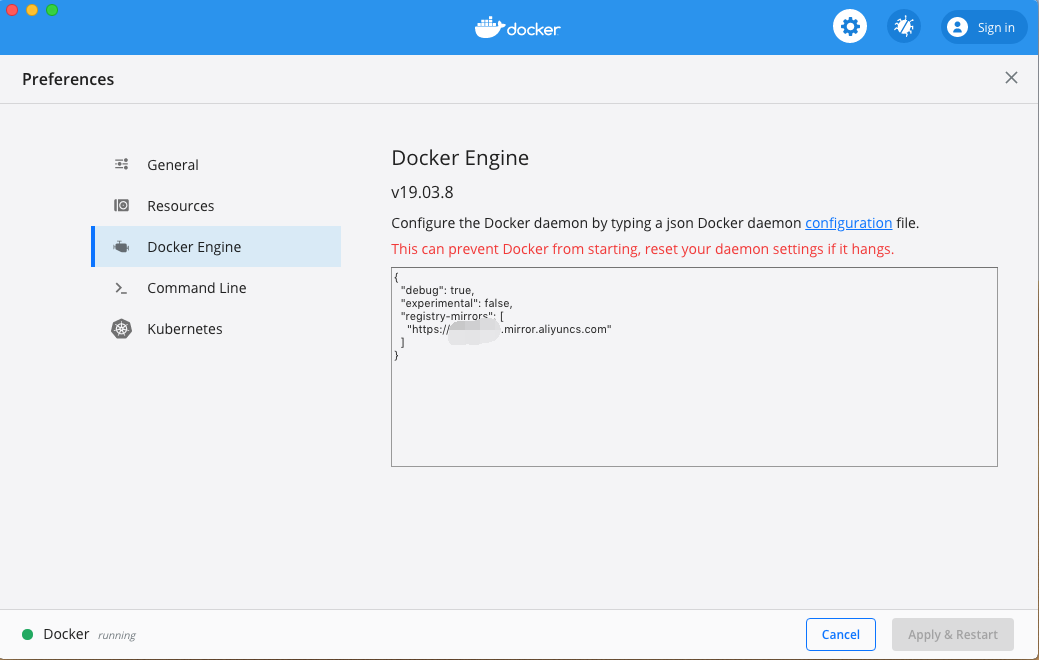 docker
Sign in
Preferences
General
Resources
Docker Engine
Command Line
Kubernetes
Docker Engine
v19.03.8
Configure the Docker daemon by typing a json Docker daemon configuration file.
This can prevent Docker from starting, reset your daemon settings if it hangs.
{
"debug": true,
"experimental": false,
"registry-mirrors": [
"https://.mirror.aliyuncs.com"
]
}
Docker running
Cancel
Apply & Restart